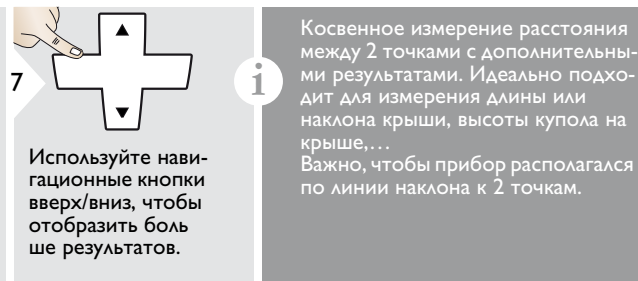 7
Используйте нави-
гационные кнопки
вверх/вниз, чтобы
отобразить боль
ше результатов.
i
Косвенное измерение расстояния
между 2 точками с дополнительны-
ми результатами. Идеально подхо-
дит для измерения длины или
наклона крыши, высоты купола на
крыше,…
Важно, чтобы прибор располагался
по линии наклона к 2 точкам.